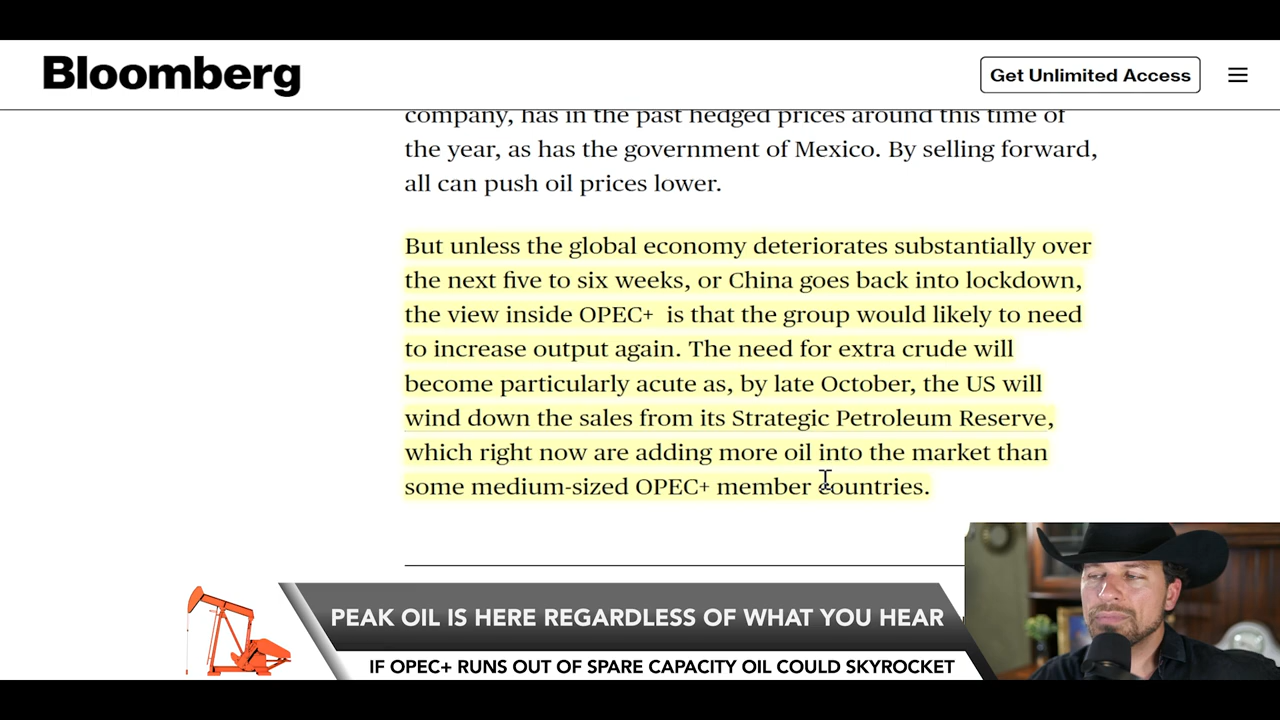 Bloomberg
Get Unlimited Access
company, has in the past hedged prices around this time of
the year, as has the government of Mexico. By selling forward,
all can push oil prices lower.
But unless the global economy deteriorates substantially over
the next five to six weeks, or China goes back into lockdown,
the view inside OPEC+  is that the group would likely to need
to increase output again. The need for extra crude will
become particularly acute as, by late October, the US will
wind down the sales from its Strategic Petroleum Reserve,
which right now are adding more oil into the market than
some medium-sized OPEC+ member countries.
PEAK OIL IS HERE REGARDLESS OF WHAT YOU HEAR
IF OPEC+ RUNS OUT OF SPARE CAPACITY OIL COULD SKYROCKET